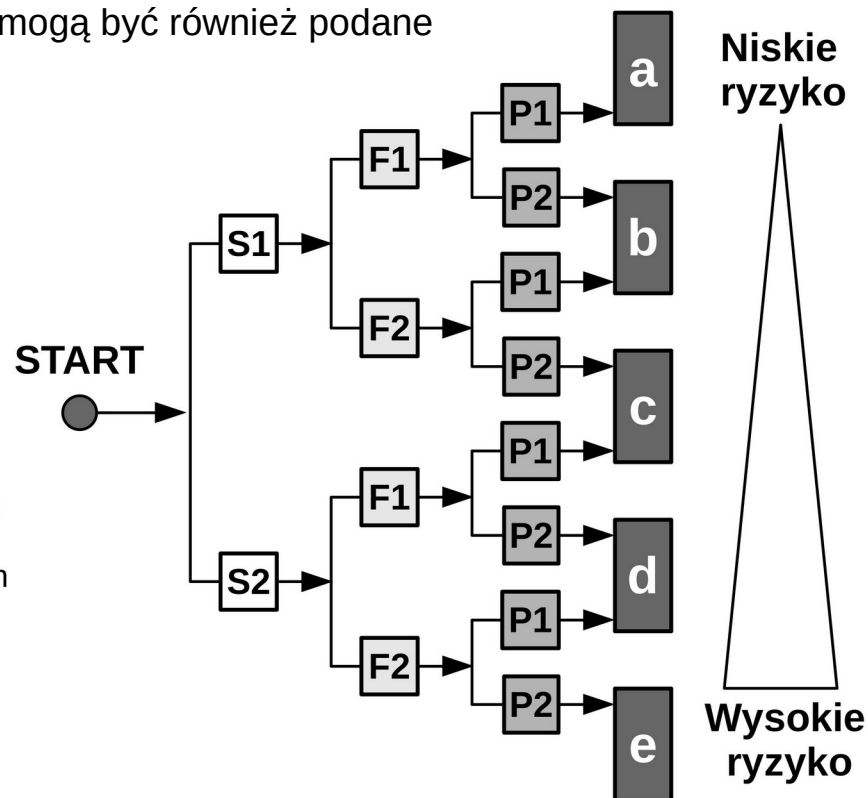 mogą być również podane
Niskie
ryzyko
a
P1
F1
P2
b
S1
P1
F2
P2
START
c
P1
F1
P2
d
S2
P1
F2
P2
e
Wysokie
ryzyko